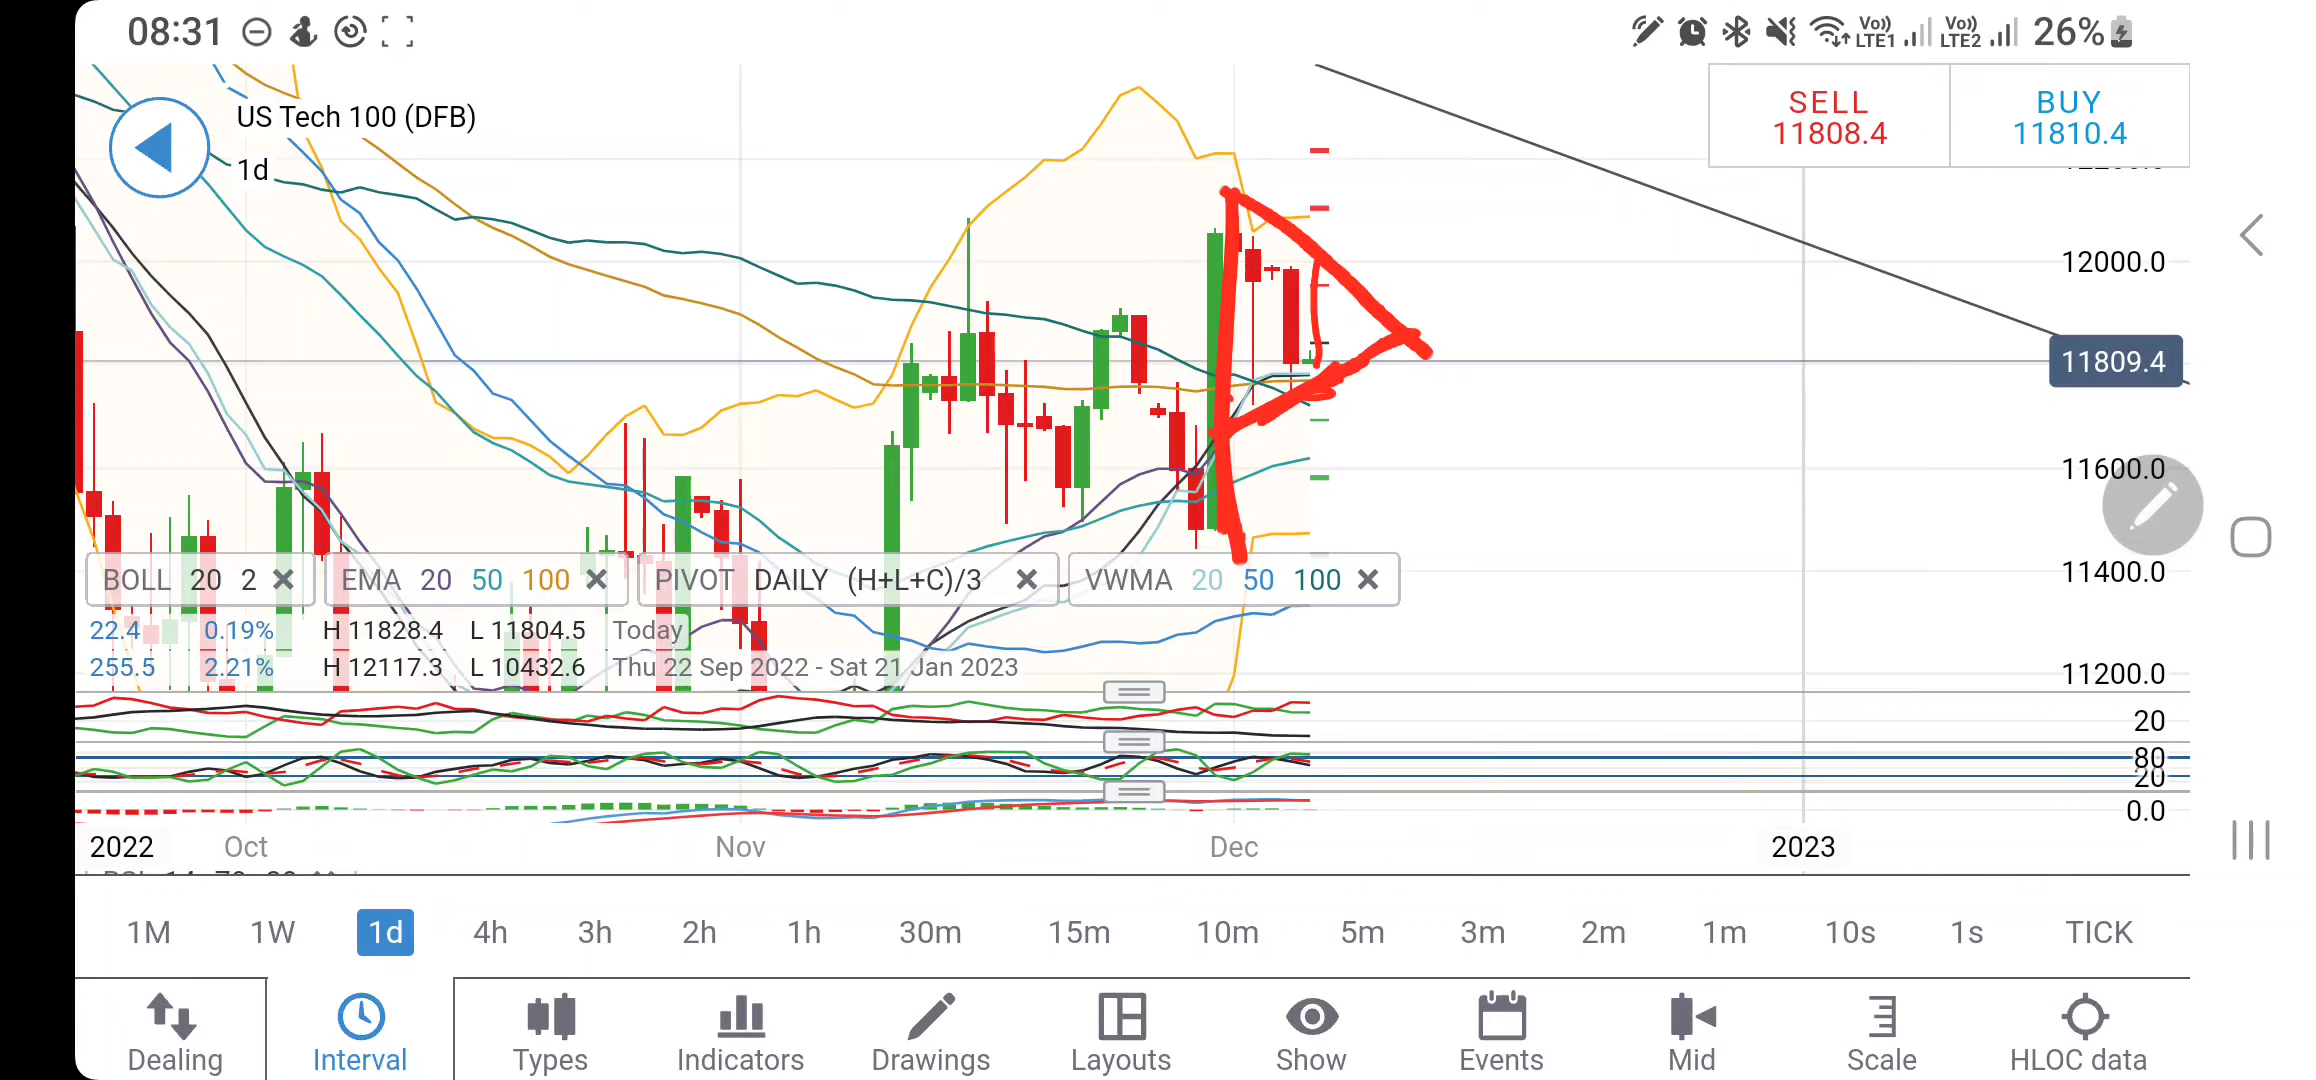 08:31
Vo)) LTE1 Vo)) LTE2 26%
US Tech 100 (DFB)
1d
SELL
11808.4
BUY
11810.4
12000.0
11809.4
11600.0
11400.0
11200.0
BOLL 20 2
EMA 20 50 100
PIVOT DAILY (H+L+C)/3
VWMA 20 50 100
22.4 0.19% H 11828.4 L 11804.5 Today
255.5 2.21% H 12117.3 L 10432.6 Thu 22 Sep 2022 - Sat 21 Jan 2023
20
80
20
0.0
2022 Oct Nov Dec 2023
1M 1W 1d 4h 3h 2h 1h 30m 15m 10m 5m 3m 2m 1m 10s 1s TICK
Dealing Interval Types Indicators Drawings Layouts Show Events Mid Scale HLOC data